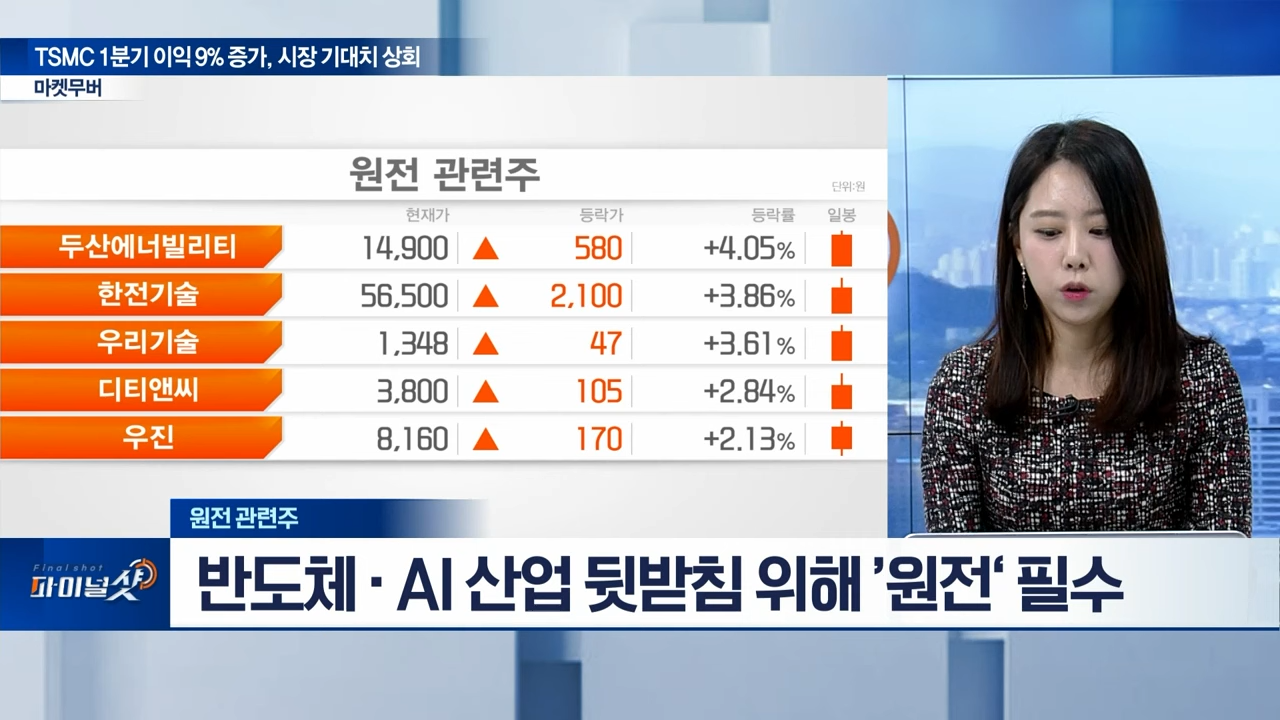 TSMC 1분기 이익 9% 증가, 시장 기대치 상회
마켓무버
원전 관련주
단위:원
현재가 등락가 등락률 일봉
두산에너빌리티 14,900 ▲ 580 +4.05%
한전기술 56,500 ▲ 2,100 +3.86%
우리기술 1,348 ▲ 47 +3.61%
디티앤씨 3,800 ▲ 105 +2.84%
우진 8,160 ▲ 170 +2.13%
원전 관련주
Final shot
파이널샷
반도체·AI 산업 뒷받침 위해 ’원전‘ 필수